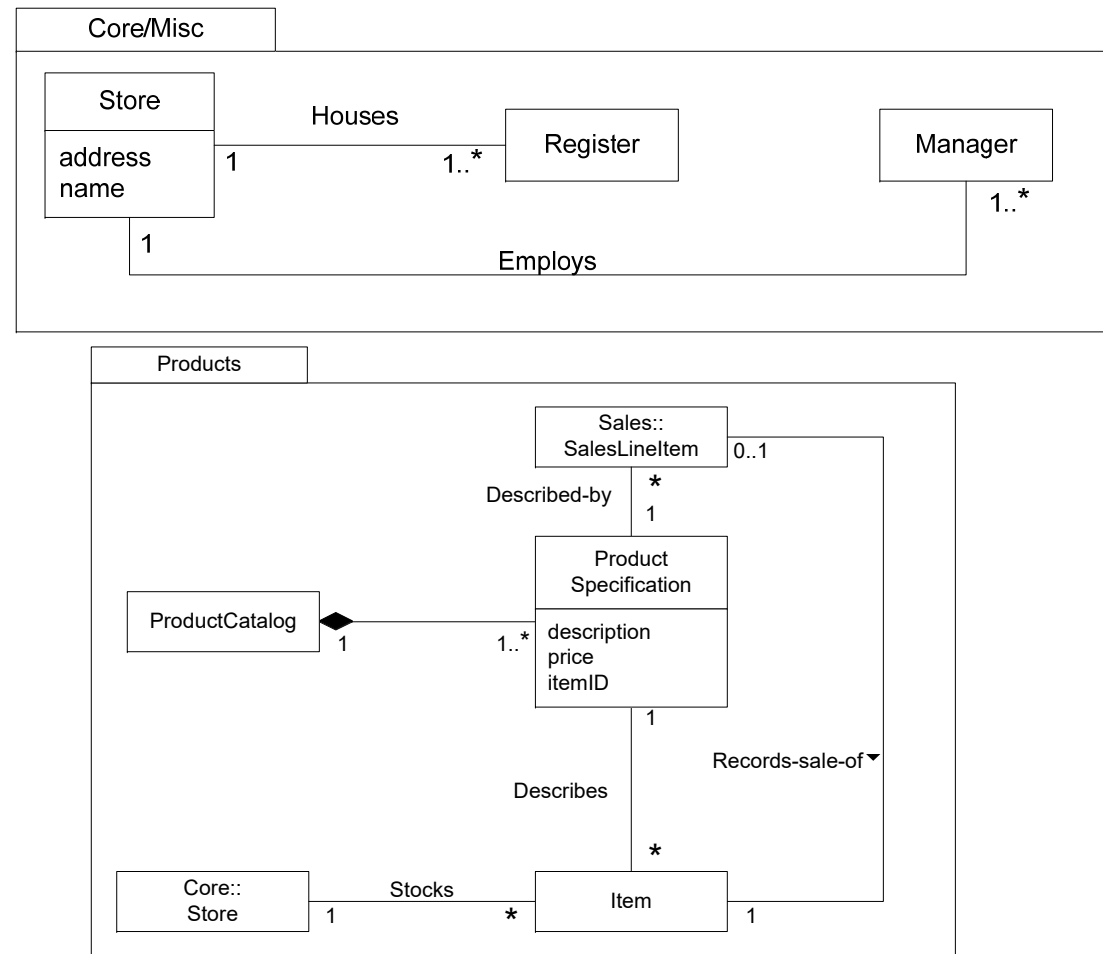 Core/Misc
Store
address
name
Houses
1
1..*
Register
Manager
1..*
1
Employs
Products
Sales::
SalesLineItem
0..1
Described-by
*
1
Product
Specification
ProductCatalog
1
1..*
description
price
itemID
1
Records-sale-of
Describes
*
Core::
Store
Stocks
1
*
Item
1